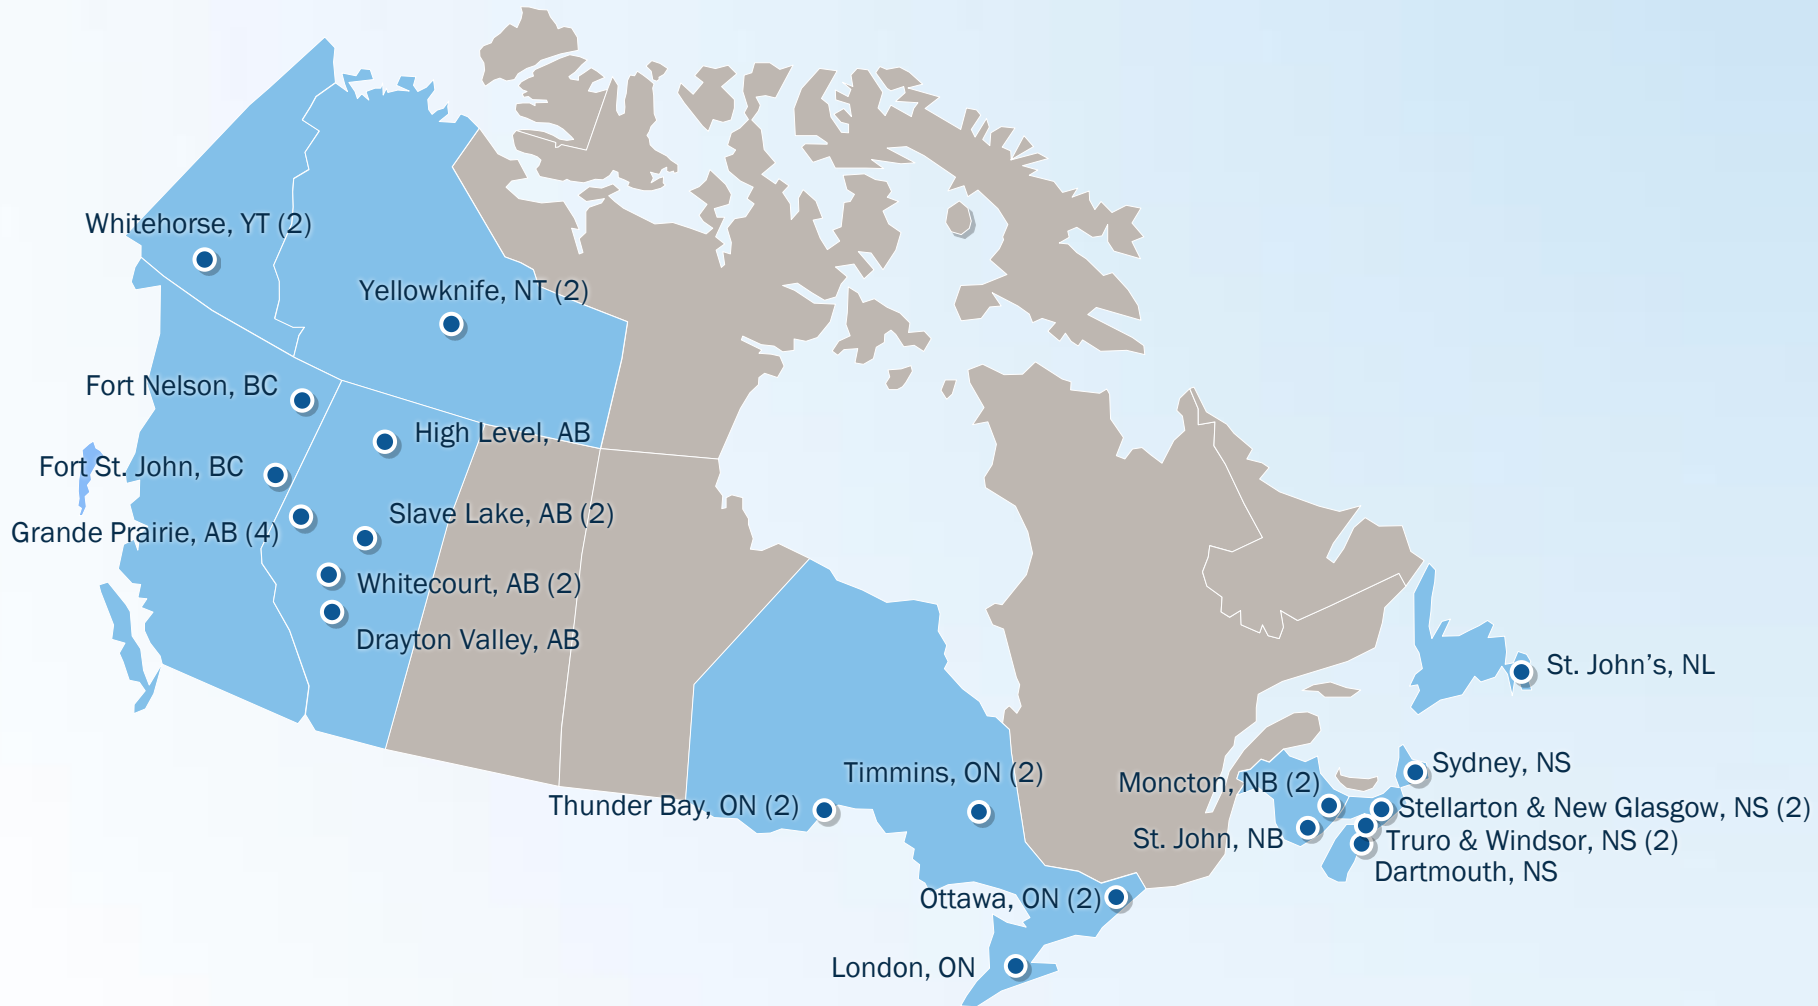 Whitehorse, YT (2)
Yellowknife, NT (2)
Fort Nelson, BC
High Level, AB
Fort St. John, BC
Slave Lake, AB (2)
Grande Prairie, AB (4)
Whitecourt, AB (2)
Drayton Valley, AB
St. John’s, NL
Sydney, NS
Timmins, ON (2)
Moncton, NB (2)
Thunder Bay, ON (2)
Stellarton & New Glasgow, NS (2)
St. John, NB
Truro & Windsor, NS (2)
Dartmouth, NS
Ottawa, ON (2)
London, ON